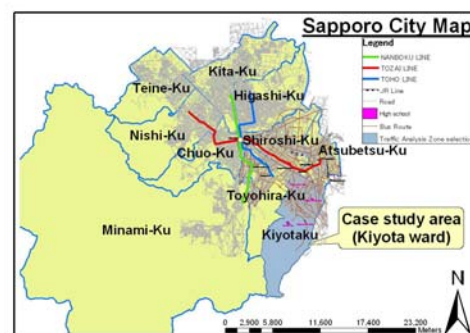 Sapporo City Map
Legend
NANBOKU LINE
TOZAI LINE
TOHO LINE
JR Line
Road
High school
Bus Route
Traffic Analysis Zone selection
Kita-Ku
Teine-Ku
Higashi-Ku
Nishi-Ku
Shiroshi-Ku
Atsubetsu-Ku
Chuo-Ku
Toyohira-Ku
Minami-Ku
Kiyotaku
Case study area
(Kiyota ward)
N
0 2,900 5,800 11,600 17,400 23,200
Meters